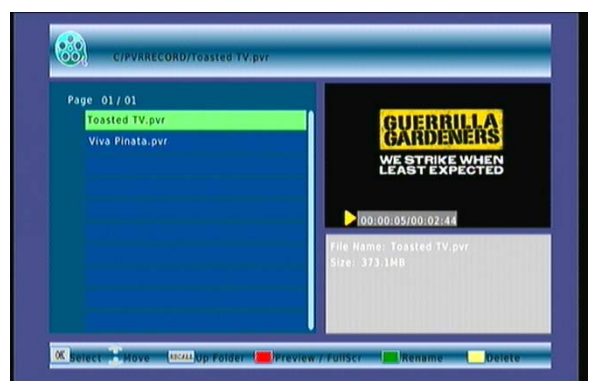 C/PVRRECORD/Toasted TV.pvr
Page 01/01
Toasted TV.pvr
Viva Pinata.pvr
GUERRILLA
GARDENERS
WE STRIKE WHEN
LEAST EXPECTED
00:00:05/00:02:44
File Name: Toasted TV.pvr
Size: 373.1MB
OK Select Move RECALL Up Folder Preview / FullScr Rename Delete